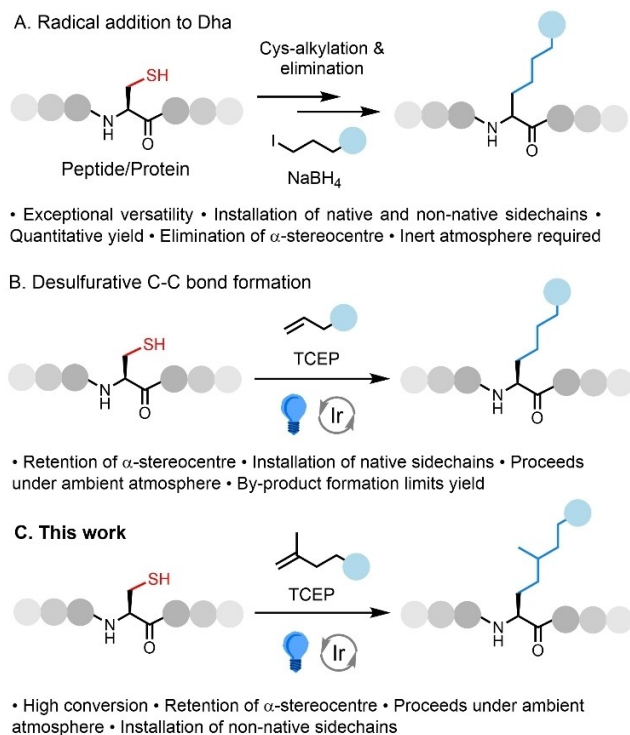 A. Radical addition to Dha
SH
N
H
O
Peptide/Protein
Cys-alkylation &
elimination
I
NaBH4
N
H
O
• Exceptional versatility • Installation of native and non-native sidechains •
Quantitative yield • Elimination of α-stereocentre • Inert atmosphere required
B. Desulfurative C-C bond formation
SH
N
H
O
TCEP
Ir
N
H
O
• Retention of α-stereocentre • Installation of native sidechains • Proceeds
under ambient atmosphere • By-product formation limits yield
C. This work
SH
N
H
O
TCEP
Ir
N
H
O
• High conversion • Retention of α-stereocentre • Proceeds under ambient
atmosphere • Installation of non-native sidechains